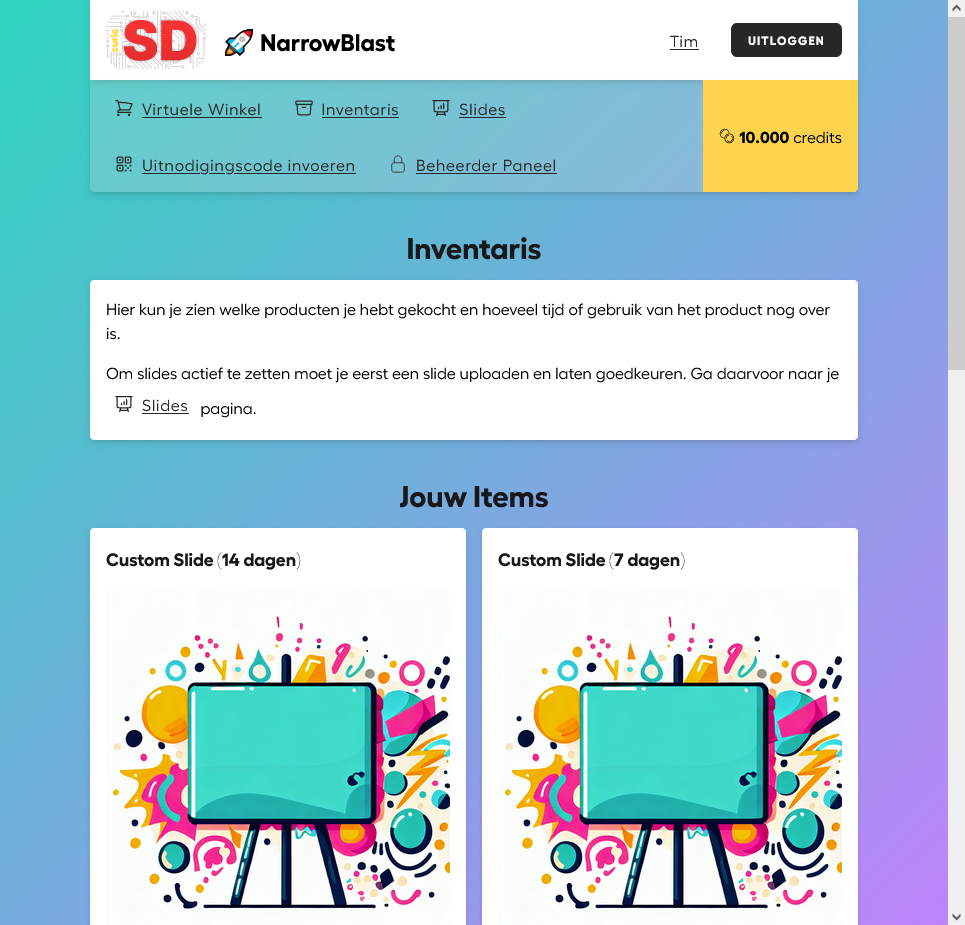 curio SD
NarrowBlast
Tim
UITLOGGEN
Virtuele Winkel
Inventaris
Slides
10.000 credits
Uitnodigingscode invoeren
Beheerder Paneel
Inventaris
Hier kun je zien welke producten je hebt gekocht en hoeveel tijd of gebruik van het product nog over
is.
Om slides actief te zetten moet je eerst een slide uploaden en laten goedkeuren. Ga daarvoor naar je
Slides pagina.
Jouw Items
Custom Slide (14 dagen)
Custom Slide (7 dagen)